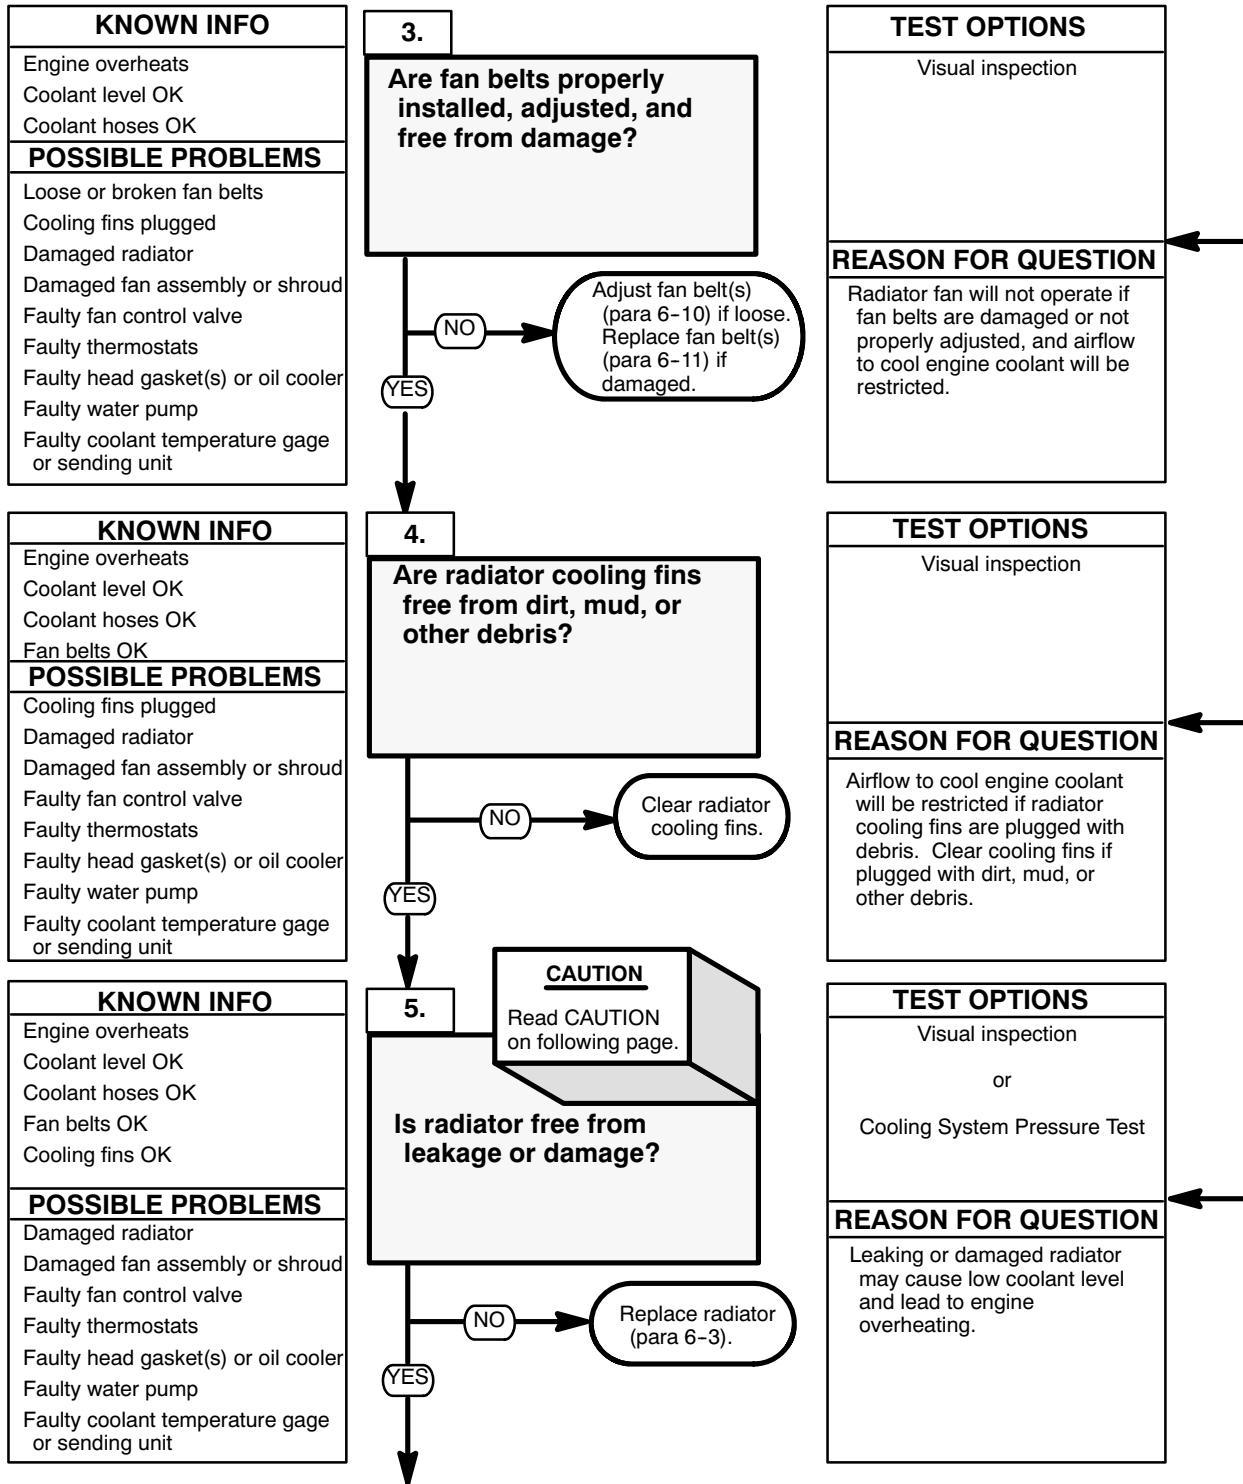 KNOWN INFO
Engine overheats
Coolant level OK
Coolant hoses OK
POSSIBLE PROBLEMS
Loose or broken fan belts
Cooling fins plugged
Damaged radiator
Damaged fan assembly or shroud
Faulty fan control valve
Faulty thermostats
Faulty head gasket(s) or oil cooler
Faulty water pump
Faulty coolant temperature gage
or sending unit
3.
Are fan belts properly
installed, adjusted, and
free from damage?
NO
Adjust fan belt(s)
(para 6-10) if loose.
Replace fan belt(s)
(para 6-11) if
damaged.
YES
TEST OPTIONS
Visual inspection
REASON FOR QUESTION
Radiator fan will not operate if
fan belts are damaged or not
properly adjusted, and airflow
to cool engine coolant will be
restricted.
KNOWN INFO
Engine overheats
Coolant level OK
Coolant hoses OK
Fan belts OK
POSSIBLE PROBLEMS
Cooling fins plugged
Damaged radiator
Damaged fan assembly or shroud
Faulty fan control valve
Faulty thermostats
Faulty head gasket(s) or oil cooler
Faulty water pump
Faulty coolant temperature gage
or sending unit
4.
Are radiator cooling fins
free from dirt, mud, or
other debris?
NO
Clear radiator
cooling fins.
YES
TEST OPTIONS
Visual inspection
REASON FOR QUESTION
Airflow to cool engine coolant
will be restricted if radiator
cooling fins are plugged with
debris. Clear cooling fins if
plugged with dirt, mud, or
other debris.
KNOWN INFO
Engine overheats
Coolant level OK
Coolant hoses OK
Fan belts OK
Cooling fins OK
POSSIBLE PROBLEMS
Damaged radiator
Damaged fan assembly or shroud
Faulty fan control valve
Faulty thermostats
Faulty head gasket(s) or oil cooler
Faulty water pump
Faulty coolant temperature gage
or sending unit
5.
CAUTION
Read CAUTION
on following page.
Is radiator free from
leakage or damage?
NO
Replace radiator
(para 6-3).
YES
TEST OPTIONS
Visual inspection
or
Cooling System Pressure Test
REASON FOR QUESTION
Leaking or damaged radiator
may cause low coolant level
and lead to engine
overheating.